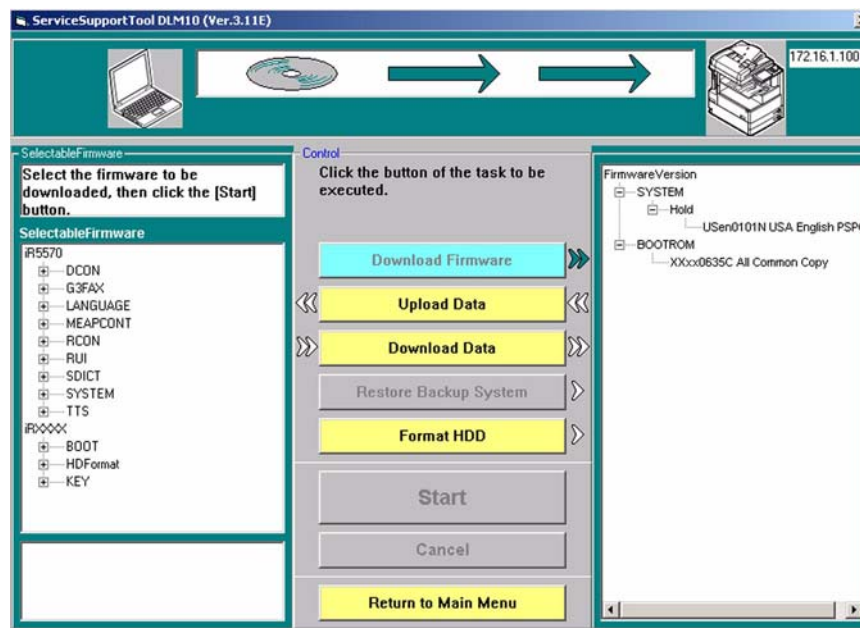 ServiceSupportTool DLM10 (Ver.3.11E)
172.16.1.100
SelectableFirmware
Select the firmware to be
downloaded, then click the [Start]
button.
SelectableFirmware
iR5570
DCON
G3FAX
LANGUAGE
MEAPCONT
RCON
RUI
SDICT
SYSTEM
TTS
iRXXXX
BOOT
HDFormat
KEY
Control
Click the button of the task to be
executed.
Download Firmware
Upload Data
Download Data
Restore Backup System
Format HDD
Start
Cancel
Return to Main Menu
FirmwareVersion
SYSTEM
Hold
USen0101N USA English
BOOTROM
XXxx0635C All Common Copy